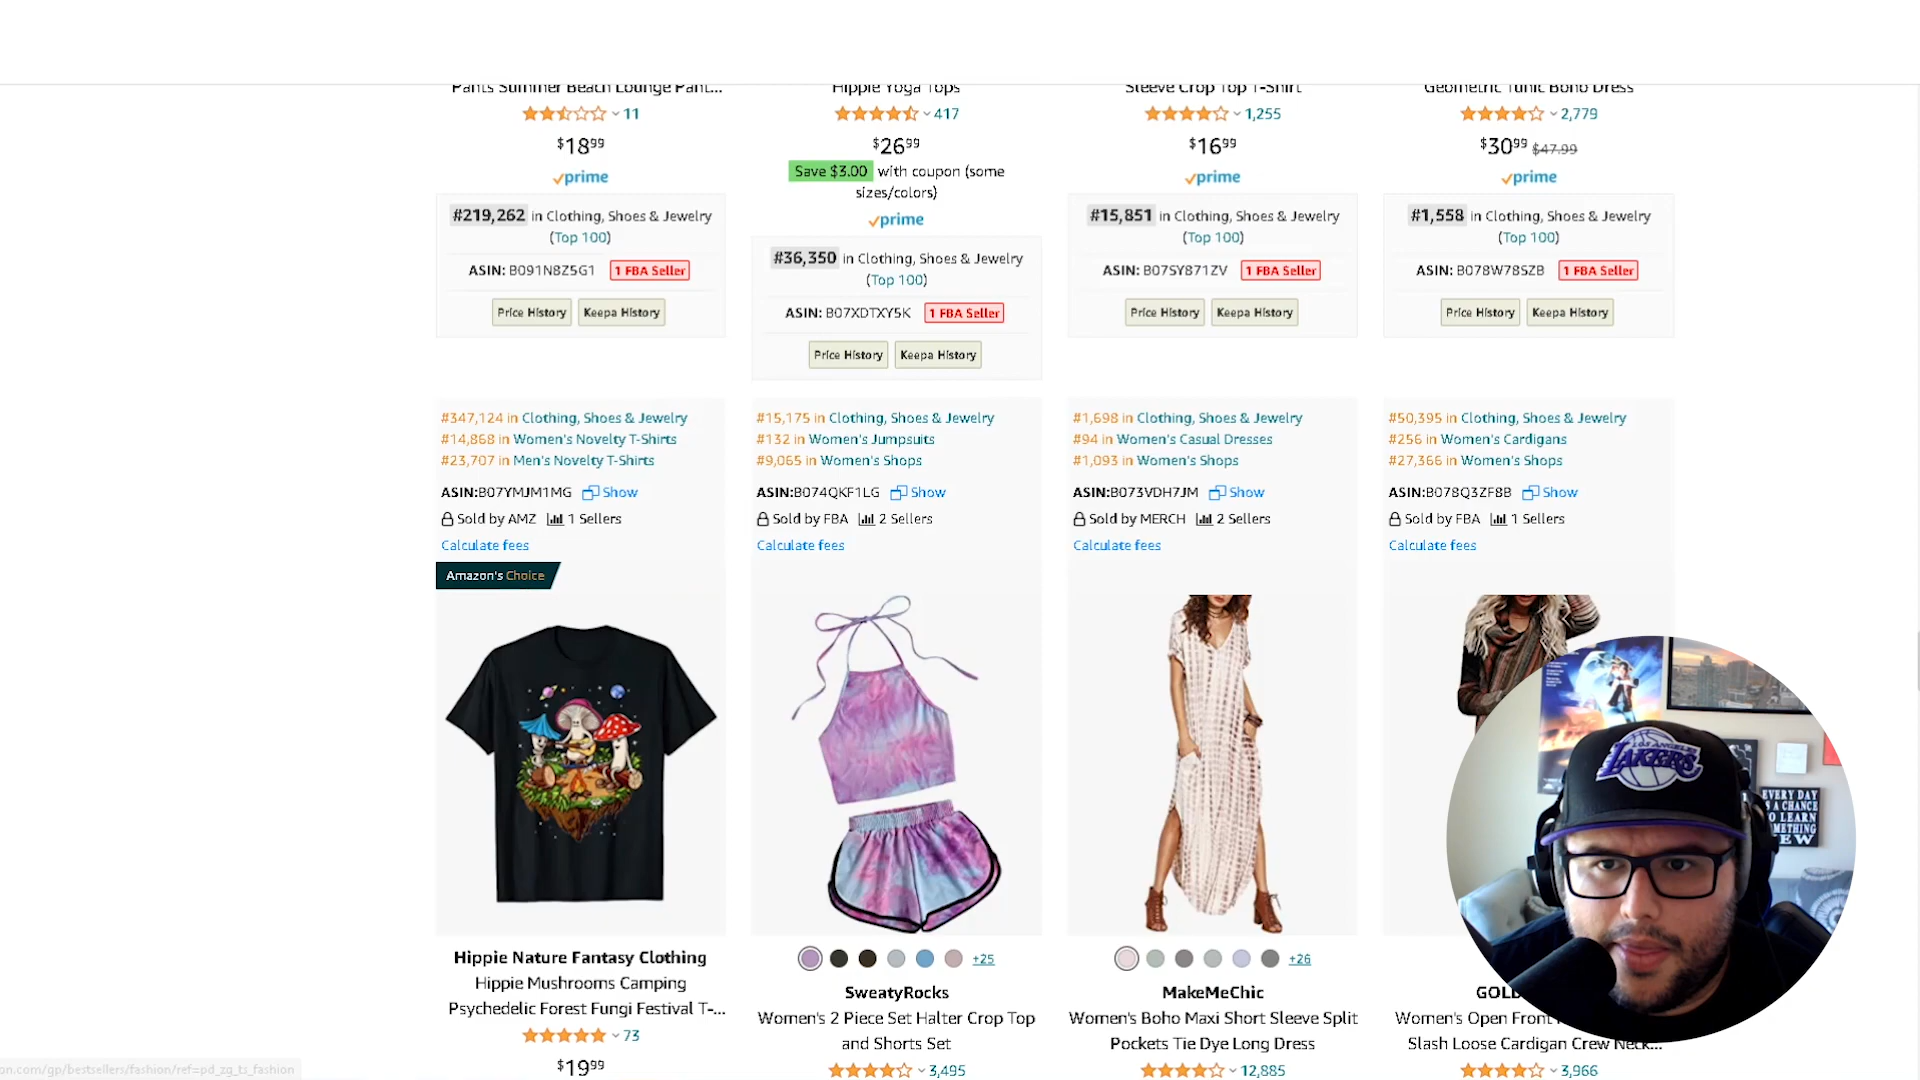 Pants Summer Beach Lounge Pant...
11
$18.99
prime
#219,262 in Clothing, Shoes & Jewelry
(Top 100)
ASIN: B091N8Z5G1 1 FBA Seller
Price History Keepa History
Hippie Yoga Tops
417
$26.99
Save $3.00 with coupon (some
sizes/colors)
prime
#36,350 in Clothing, Shoes & Jewelry
(Top 100)
ASIN: B07XDTXY5K 1 FBA Seller
Price History Keepa History
Sleeve Crop Top T-Shirt
1,255
$16.99
prime
#15,851 in Clothing, Shoes & Jewelry
(Top 100)
ASIN: B07SY871ZV 1 FBA Seller
Price History Keepa History
Geometric Tunic Boho Dress
2,779
$30.99 $47.99
prime
#1,558 in Clothing, Shoes & Jewelry
(Top 100)
ASIN: B078W78SZB 1 FBA Seller
Price History Keepa History
#347,124 in Clothing, Shoes & Jewelry
#14,868 in Women's Novelty T-Shirts
#23,707 in Men's Novelty T-Shirts
ASIN:B07YMJM1MG Show
Sold by AMZ 1 Sellers
Calculate fees
Amazon's Choice
Hippie Nature Fantasy Clothing
Hippie Mushrooms Camping
Psychedelic Forest Fungi Festival T-...
73
$19.99
#15,175 in Clothing, Shoes & Jewelry
#132 in Women's Jumpsuits
#9,065 in Women's Shops
ASIN:B074QKF1LG Show
Sold by FBA 2 Sellers
Calculate fees
+25
SweatyRocks
Women's 2 Piece Set Halter Crop Top
and Shorts Set
3,495
#1,698 in Clothing, Shoes & Jewelry
#94 in Women's Casual Dresses
#1,093 in Women's Shops
ASIN:B073VDH7JM Show
Sold by MERCH 2 Sellers
Calculate fees
+26
MakeMeChic
Women's Boho Maxi Short Sleeve Split
Pockets Tie Dye Long Dress
12,885
#50,395 in Clothing, Shoes & Jewelry
#256 in Women's Cardigans
#27,366 in Women's Shops
ASIN:B078Q3ZF8B Show
Sold by FBA 1 Sellers
Calculate fees
GOLD
Women's Open Front
Slash Loose Cardigan Crew Neck...
3,966
LOS ANGELES
LAKERS
EVERY DAY
IS A CHANCE
TO LEARN
SOMETHING
NEW
on.com/gp/bestsellers/fashion/ref=pd_zg_ts_fashion